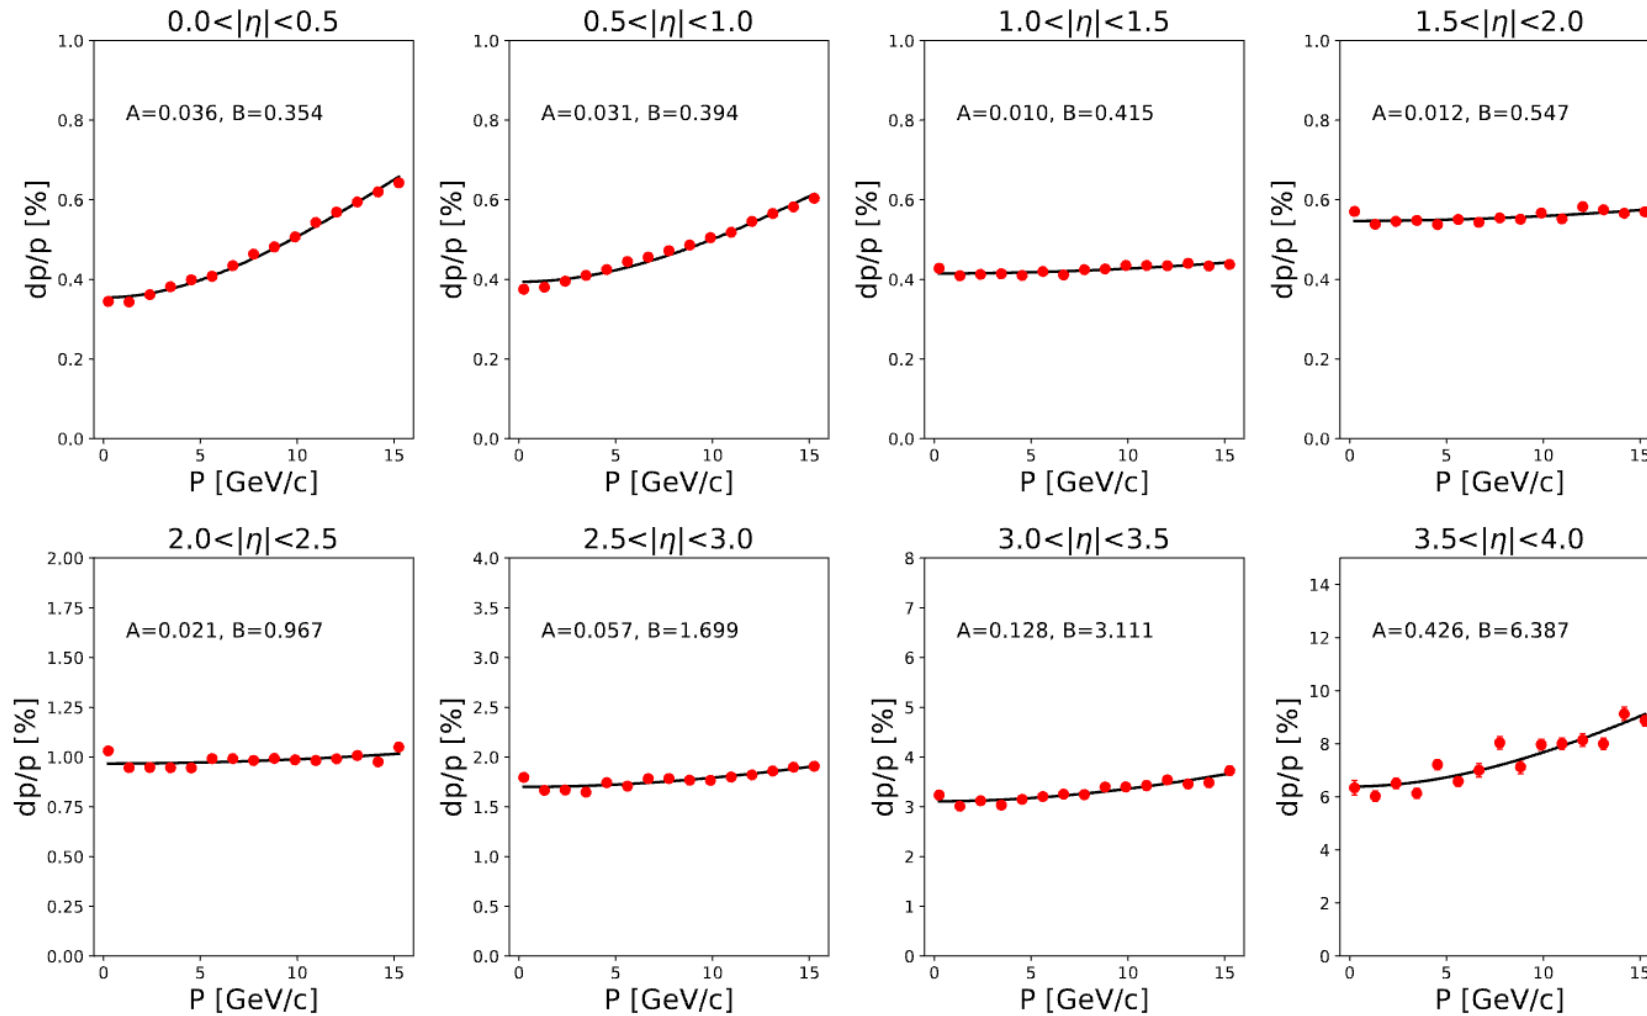 0.0<|η|<0.5
0.5<|η|<1.0
1.0<|η|<1.5
1.5<|η|<2.0
1.0
0.8
0.6
0.4
0.2
0.0
dp/p [%]
A=0.036, B=0.354
0
5
10
15
P [GeV/c]
1.0
0.8
0.6
0.4
0.2
0.0
dp/p [%]
A=0.031, B=0.394
0
5
10
15
P [GeV/c]
1.0
0.8
0.6
0.4
0.2
0.0
dp/p [%]
A=0.010, B=0.415
0
5
10
15
P [GeV/c]
1.0
0.8
0.6
0.4
0.2
0.0
dp/p [%]
A=0.012, B=0.547
0
5
10
15
P [GeV/c]
2.0<|η|<2.5
2.5<|η|<3.0
3.0<|η|<3.5
3.5<|η|<4.0
2.00
1.75
1.50
1.25
1.00
0.75
0.50
0.25
0.00
dp/p [%]
A=0.021, B=0.967
0
5
10
15
P [GeV/c]
4.0
3.5
3.0
2.5
2.0
1.5
1.0
0.5
0.0
dp/p [%]
A=0.057, B=1.699
0
5
10
15
P [GeV/c]
8
7
6
5
4
3
2
1
0
dp/p [%]
A=0.128, B=3.111
0
5
10
15
P [GeV/c]
14
12
10
8
6
4
2
0
dp/p [%]
A=0.426, B=6.387
0
5
10
15
P [GeV/c]